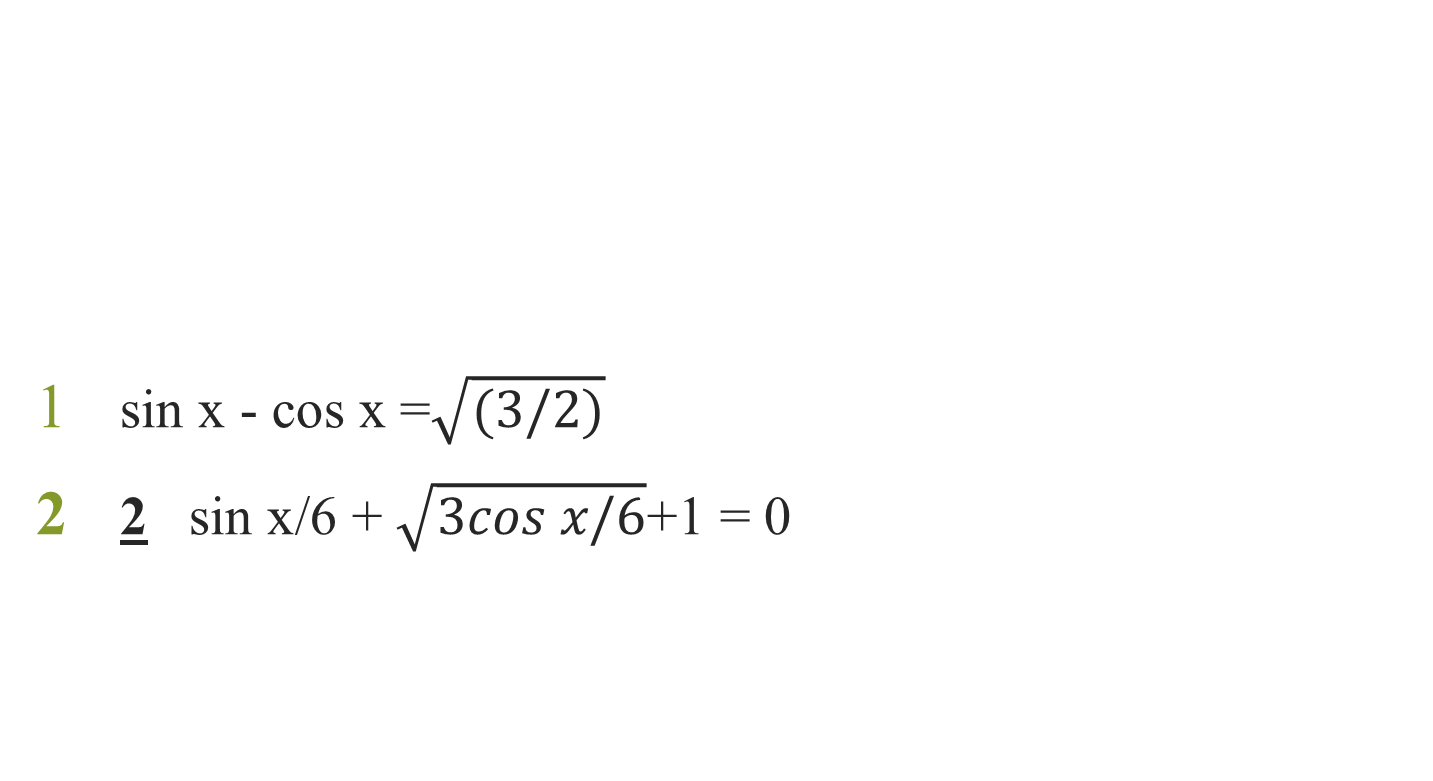 1 sin x - cos x =√(3/2)
2 2 sin x/6 + √3cos x/6+1 = 0